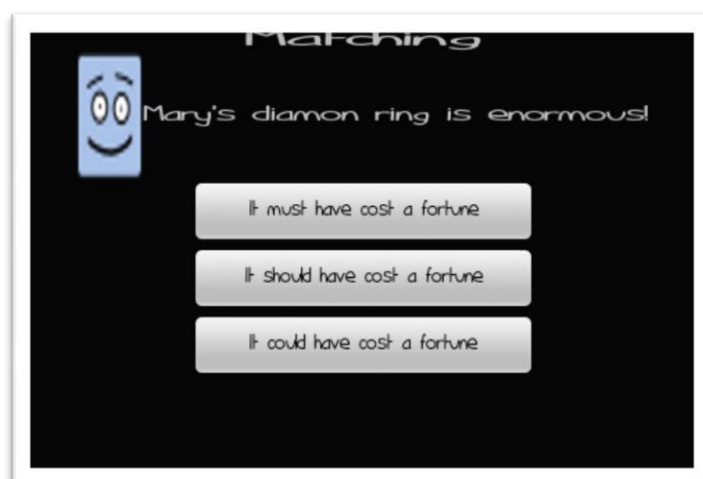 Matching
Mary's diamon ring is enormous!
It must have cost a fortune
It should have cost a fortune
It could have cost a fortune